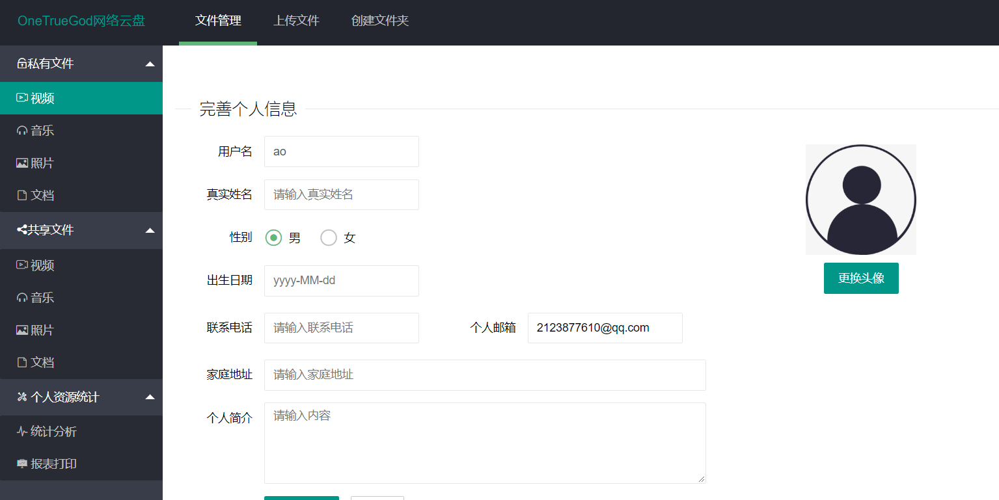 OneTrueGod网络云盘
文件管理
上传文件
创建文件夹
私有文件
视频
音乐
照片
文档
共享文件
视频
音乐
照片
文档
个人资源统计
统计分析
报表打印
完善个人信息
用户名 ao
真实姓名 请输入真实姓名
性别 男 女
出生日期 yyyy-MM-dd
联系电话 请输入联系电话 个人邮箱 2123877610@qq.com
家庭地址 请输入家庭地址
个人简介 请输入内容
更换头像